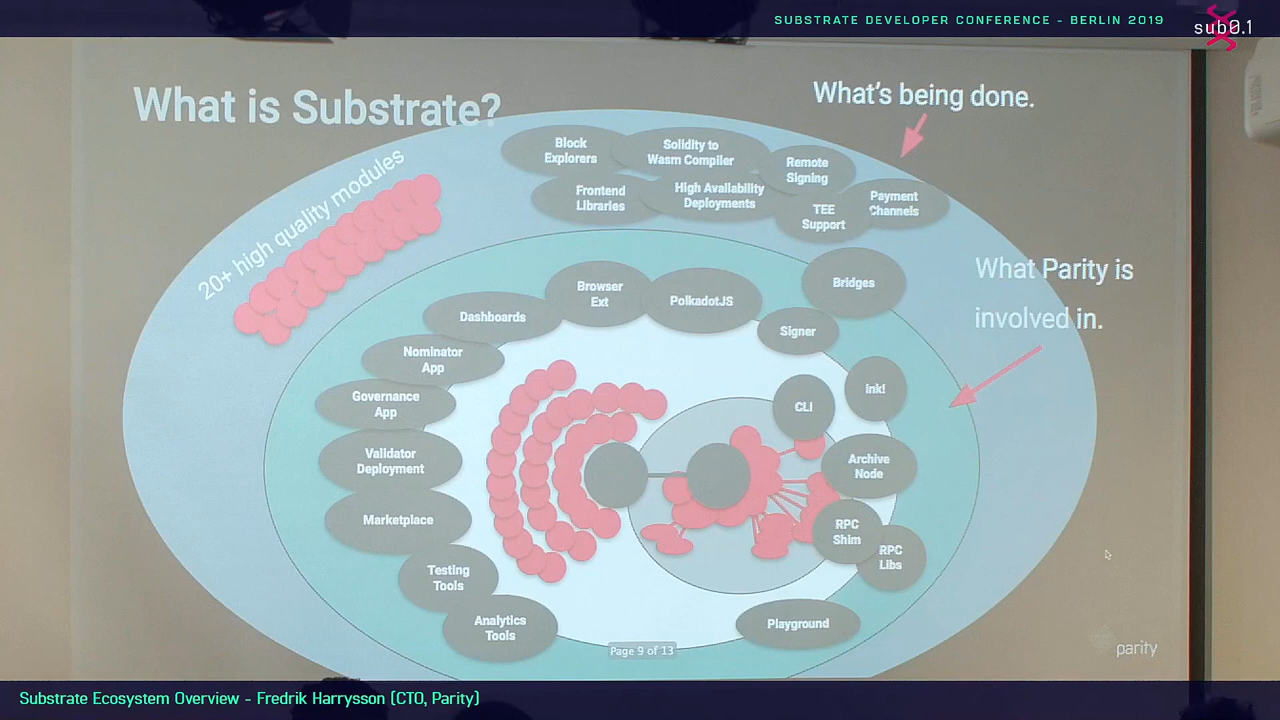 SUBSTRATE DEVELOPER CONFERENCE - BERLIN 2019
sub0.1
What is Substrate?
What's being done.
20+ high quality modules
Block
Explorers
Solidity to
Wasm Compiler
Remote
Signing
Frontend
Libraries
High Availability
Deployments
TEE
Support
Payment
Channels
What Parity is
involved in.
Bridges
Browser
Ext
PolkadotJS
Dashboards
Signer
Nominator
App
ink!
Governance
App
CLI
Validator
Deployment
Archive
Node
Marketplace
RPC
Shim
RPC
Libs
Testing
Tools
Analytics
Tools
Playground
Page 9 of 13
parity
Substrate Ecosystem Overview - Fredrik Harrysson (CTO, Parity)